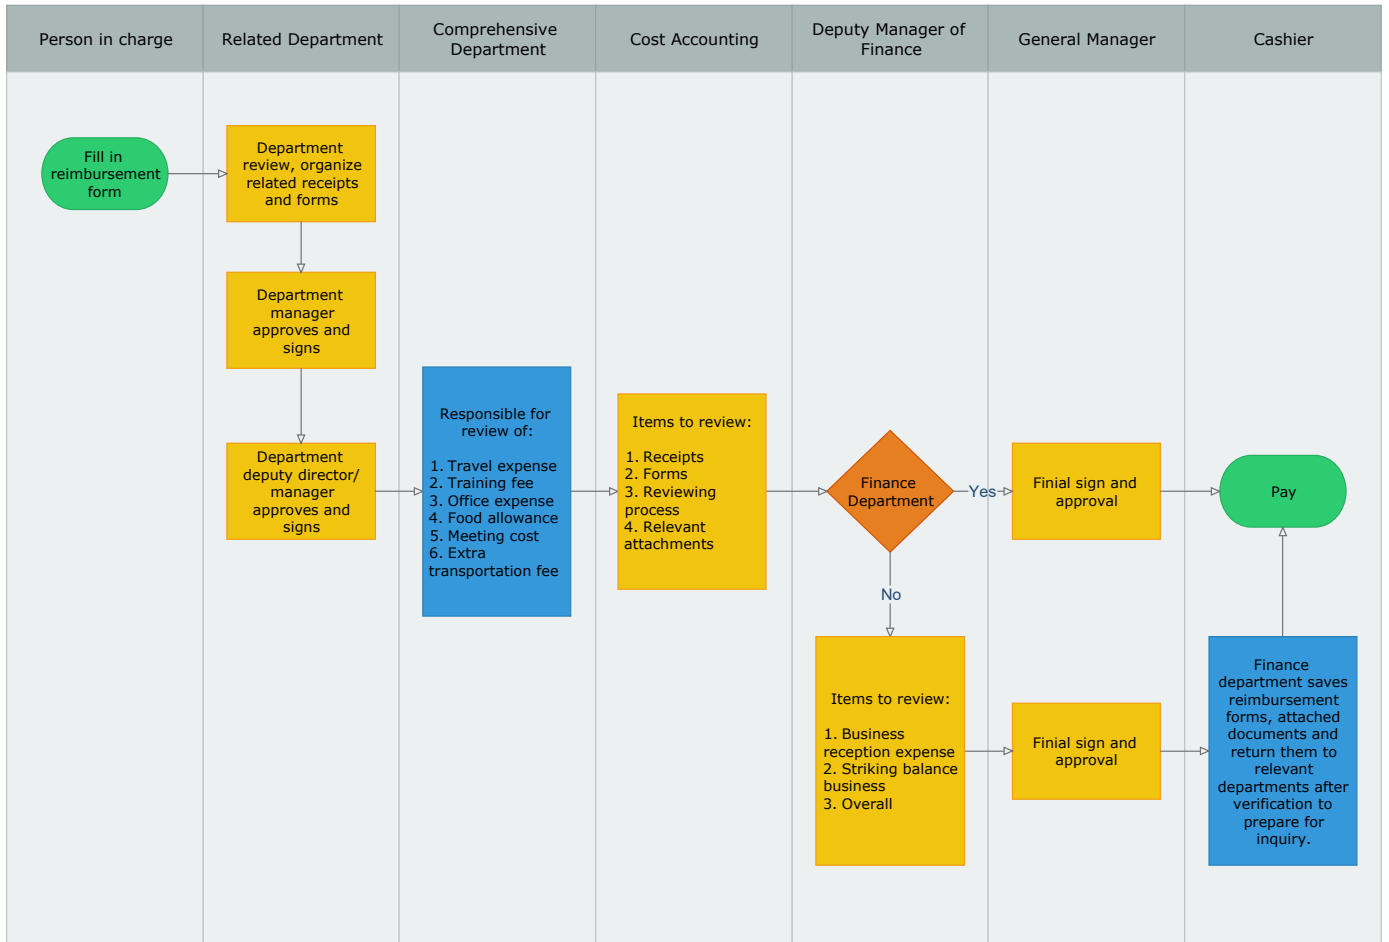 Person in charge
Related Department
Comprehensive
Department
Cost Accounting
Deputy Manager of
Finance
General Manager
Cashier
Fill in
reimbursement
form
Department
review, organize
related receipts
and forms
Department
manager
approves and
signs
Department
deputy director/
manager
approves and
signs
Responsible for
review of:
1. Travel expense
2. Training fee
3. Office expense
4. Food allowance
5. Meeting cost
6. Extra
transportation fee
Items to review:
1. Receipts
2. Forms
3. Reviewing
process
4. Relevant
attachments
Finance
Department
Yes
No
Finial sign and
approval
Pay
Items to review:
1. Business
reception expense
2. Striking balance
business
3. Overall
Finial sign and
approval
Finance
department saves
reimbursement
forms, attached
documents and
return them to
relevant
departments after
verification to
prepare for
inquiry.